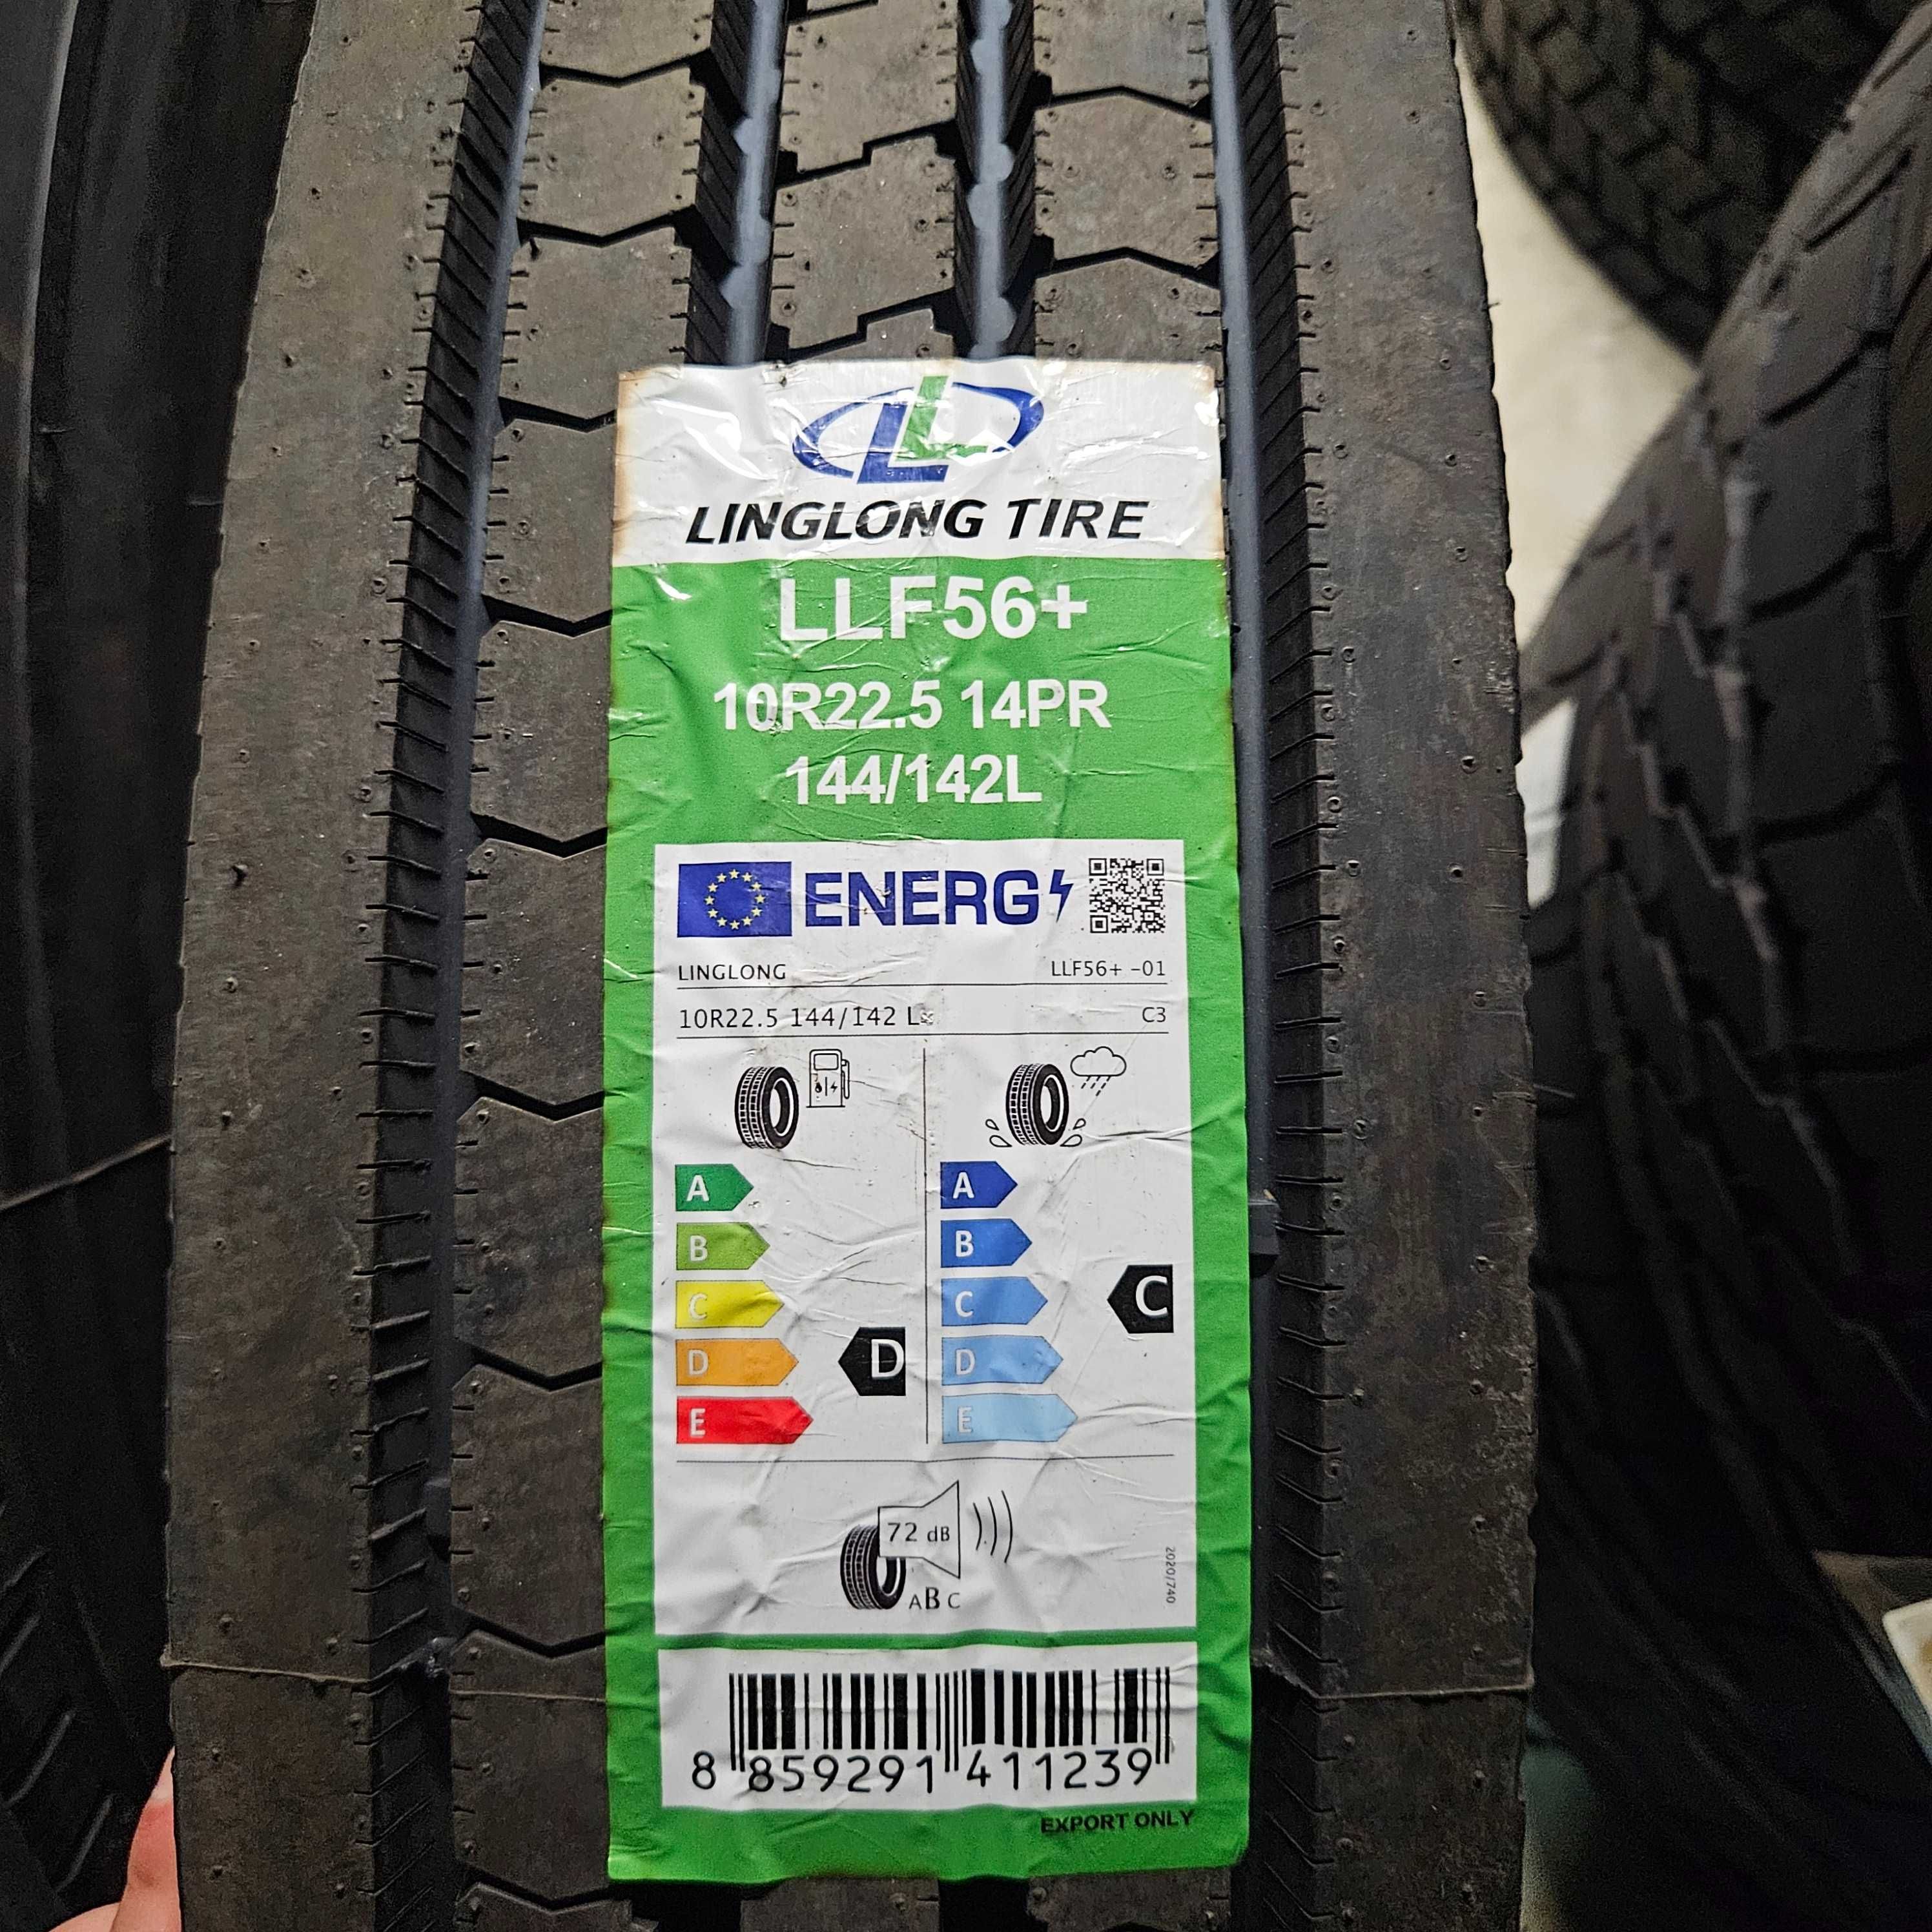 LL
LINGLONG TIRE
LLF56+
10R22.5 14PR
144/142L
ENERG
LINGLONG LLF56+ -01
10R22.5 144/142 L C3
A A
B B
C C C
D D D
E E
72 dB
ABC
2020/740
8 859291 411239
EXPORT ONLY